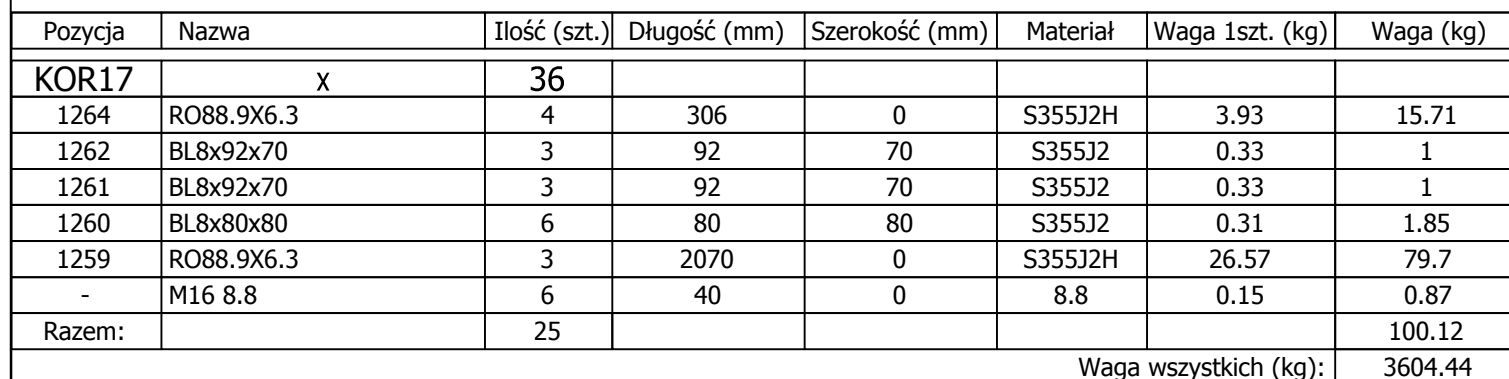 Pozycja Nazwa Ilość (szt.) Długość (mm) Szerokość (mm) Materiał Waga 1szt. (kg) Waga (kg)
KOR17 x 36
1264 RO88.9X6.3 4 306 0 S355J2H 3.93 15.71
1262 BL8x92x70 3 92 70 S355J2 0.33 1
1261 BL8x92x70 3 92 70 S355J2 0.33 1
1260 BL8x80x80 6 80 80 S355J2 0.31 1.85
1259 RO88.9X6.3 3 2070 0 S355J2H 26.57 79.7
- M16 8.8 6 40 0 8.8 0.15 0.87
Razem: 25 100.12
Waga wszystkich (kg): 3604.44